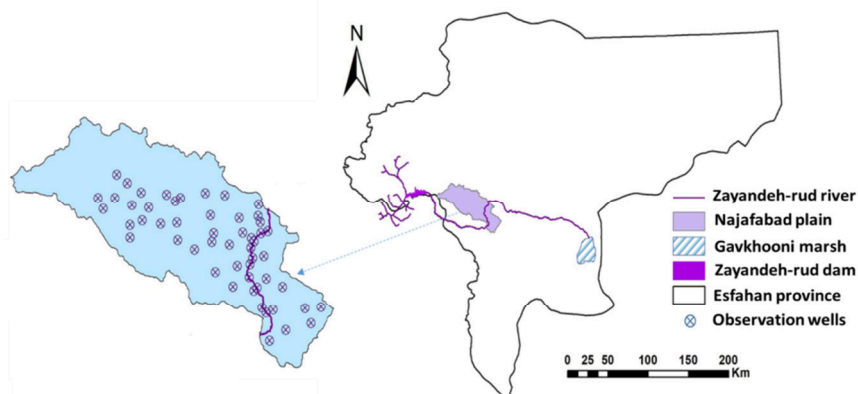 N
Zayandeh-rud river
Najafabad plain
Gavkhooni marsh
Zayandeh-rud dam
Esfahan province
Observation wells
0 25 50 100 150 200
Km